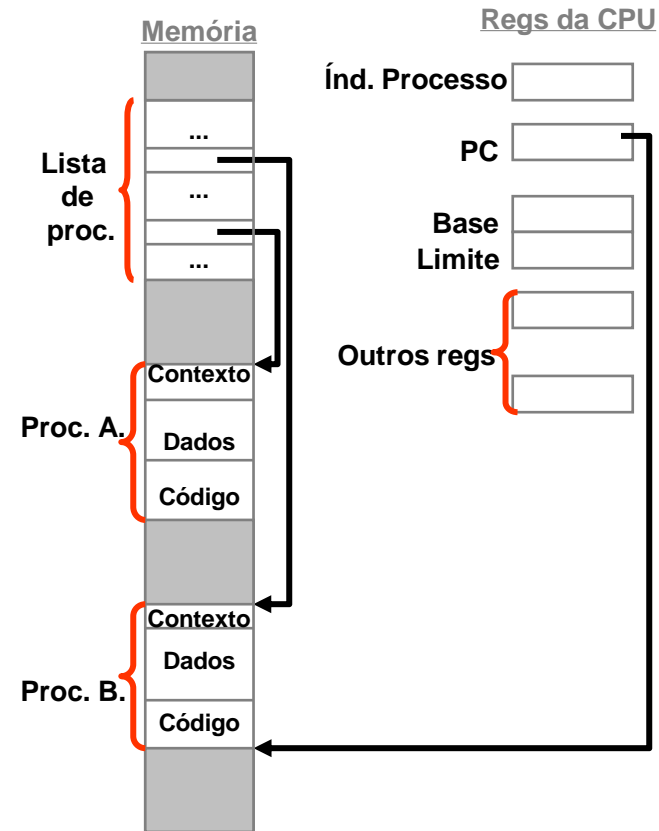 Memória
...
...
...
Lista
de
proc.
Contexto
Dados
Código
Proc. A.
Contexto
Dados
Código
Proc. B.
Regs da CPU
Índ. Processo
PC
Base
Limite
Outros regs